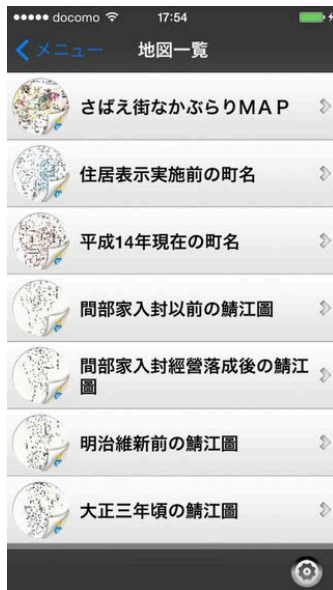 docomo 17:54
メニュー 地図一覧
さばえ街なかぶらりMAP
住居表示実施前の町名
平成14年現在の町名
間部家入封以前の鯖江圖
間部家入封經營落成後の鯖江
圖
明治維新前の鯖江圖
大正三年頃の鯖江圖